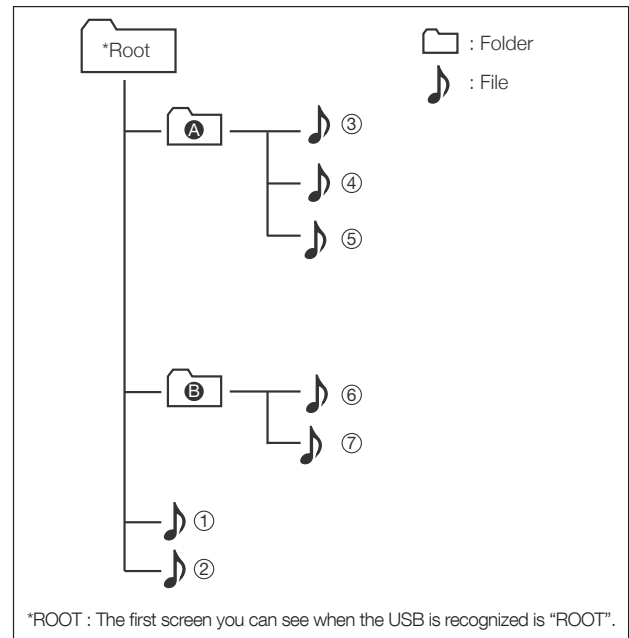 *Root
: Folder
: File
A
③
④
⑤
B
⑥
⑦
①
②
*ROOT : The first screen you can see when the USB is recognized is “ROOT”.